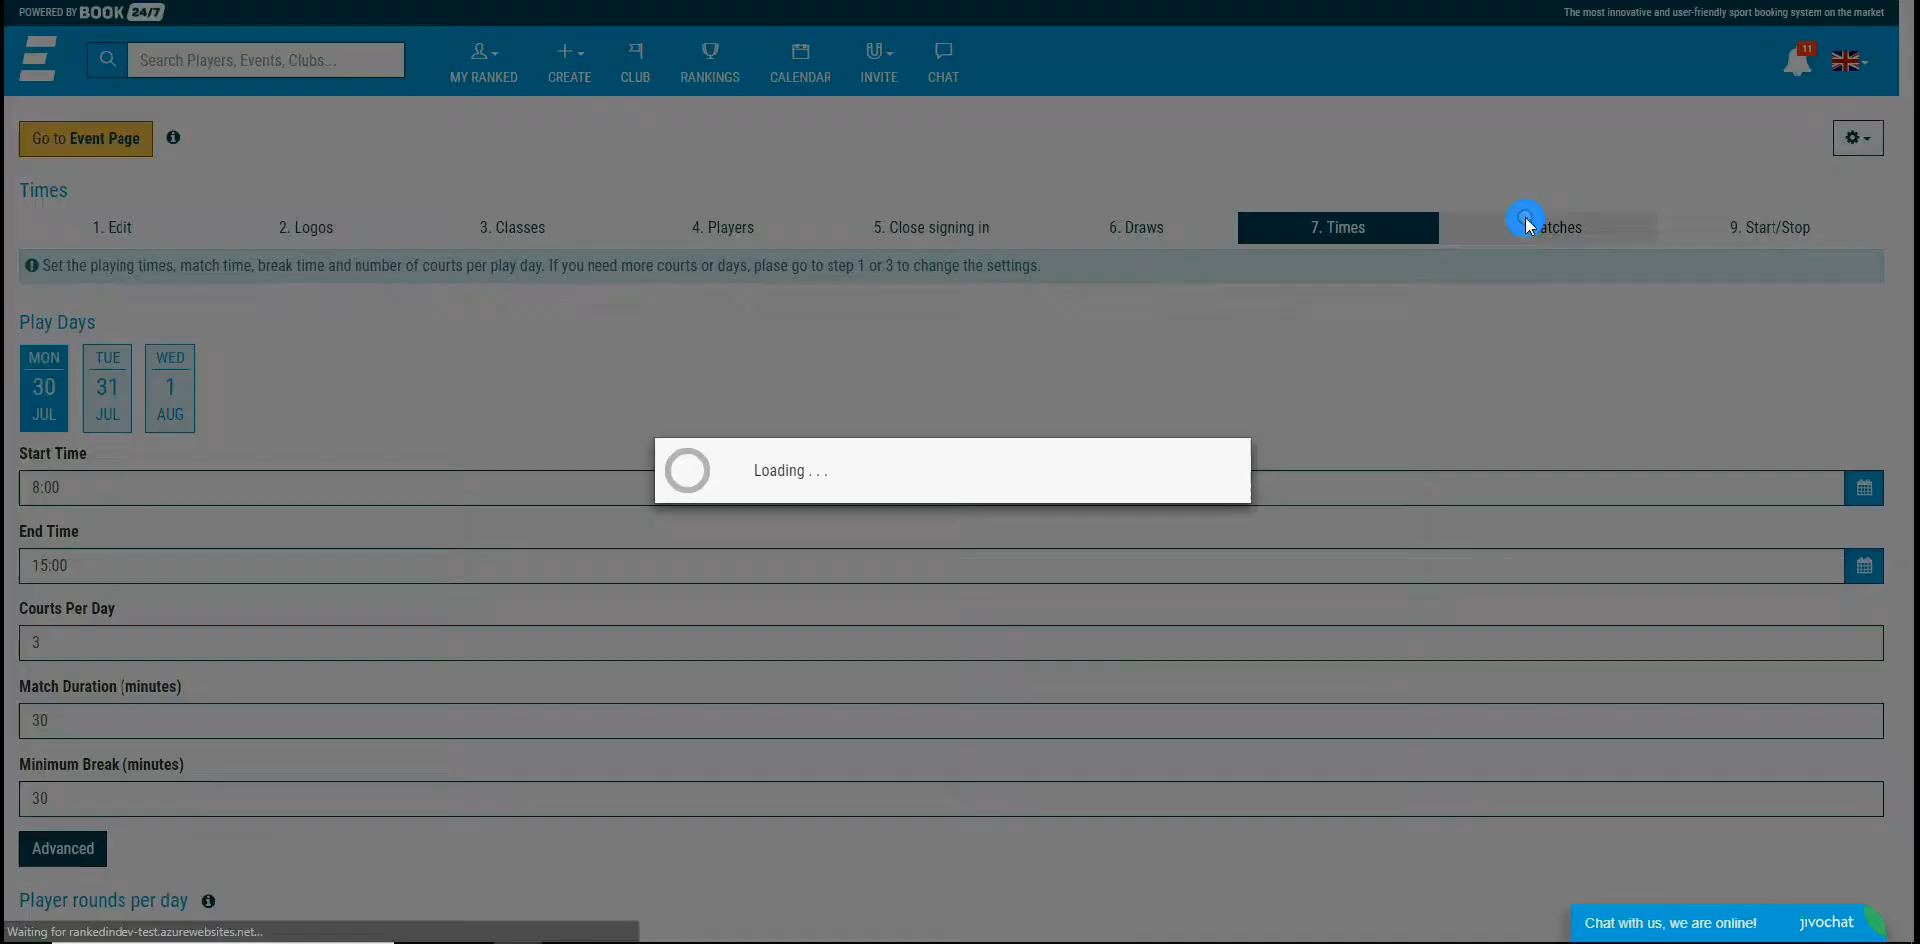 POWERED BY BOOK 24/7
The most innovative and user-friendly sport booking system on the market
Search Players, Events, Clubs...
MY RANKED
CREATE
CLUB
RANKINGS
CALENDAR
INVITE
CHAT
11
Go to Event Page
Times
1. Edit
2. Logos
3. Classes
4. Players
5. Close signing in
6. Draws
7. Times
atches
9. Start/Stop
Set the playing times, match time, break time and number of courts per play day. If you need more courts or days, plase go to step 1 or 3 to change the settings.
Play Days
MON
30
JUL
TUE
31
JUL
WED
1
AUG
Start Time
8:00
Loading . . .
End Time
15:00
Courts Per Day
3
Match Duration (minutes)
30
Minimum Break (minutes)
30
Advanced
Player rounds per day
Waiting for rankedindev-test.azurewebsites.net...
Chat with us, we are online!
jivochat